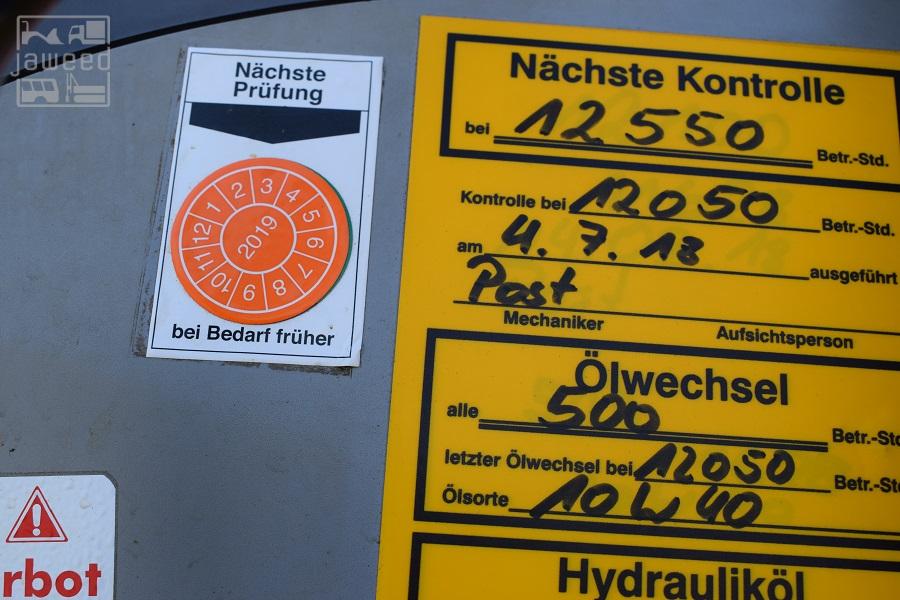 jaweed
Nächste
Prüfung
1 2 3 4 5 6 7 8 9 10 11 12
2019
bei Bedarf früher
rbot
Nächste Kontrolle
bei 12550 Betr.-Std.
Kontrolle bei 12050 Betr.-Std.
am 4.7.18 ausgeführt
Post
Mechaniker Aufsichtsperson
Ölwechsel
alle 500 Betr.-Std
letzter Ölwechsel bei 12050 Betr.-Std
Ölsorte 10 W 40
Hydrauliköl